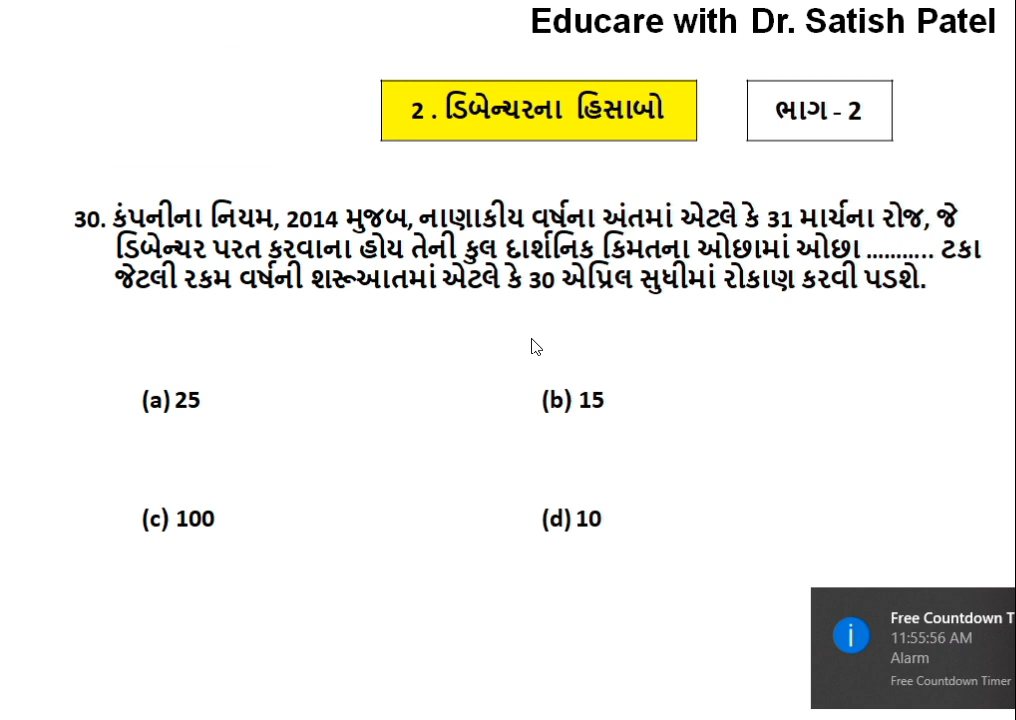 Educare with Dr. Satish Patel
2 . ડિબેન્ચરના હિસાબો
ભાગ - 2
30. કંપનીના નિયમ, 2014 મુજબ, નાણાકીય વર્ષના અંતમાં એટલે કે 31 માર્ચના રોજ, જે
ડિબેન્ચર પરત કરવાના હોય તેની કુલ દાર્શનિક કિમતના ઓછામાં ઓછા ........... ટકા
જેટલી રકમ વર્ષની શરૂઆતમાં એટલે કે 30 એપ્રિલ સુધીમાં રોકાણ કરવી પડશે.
(a) 25
(b) 15
(c) 100
(d) 10
Free Countdown T
11:55:56 AM
Alarm
Free Countdown Timer